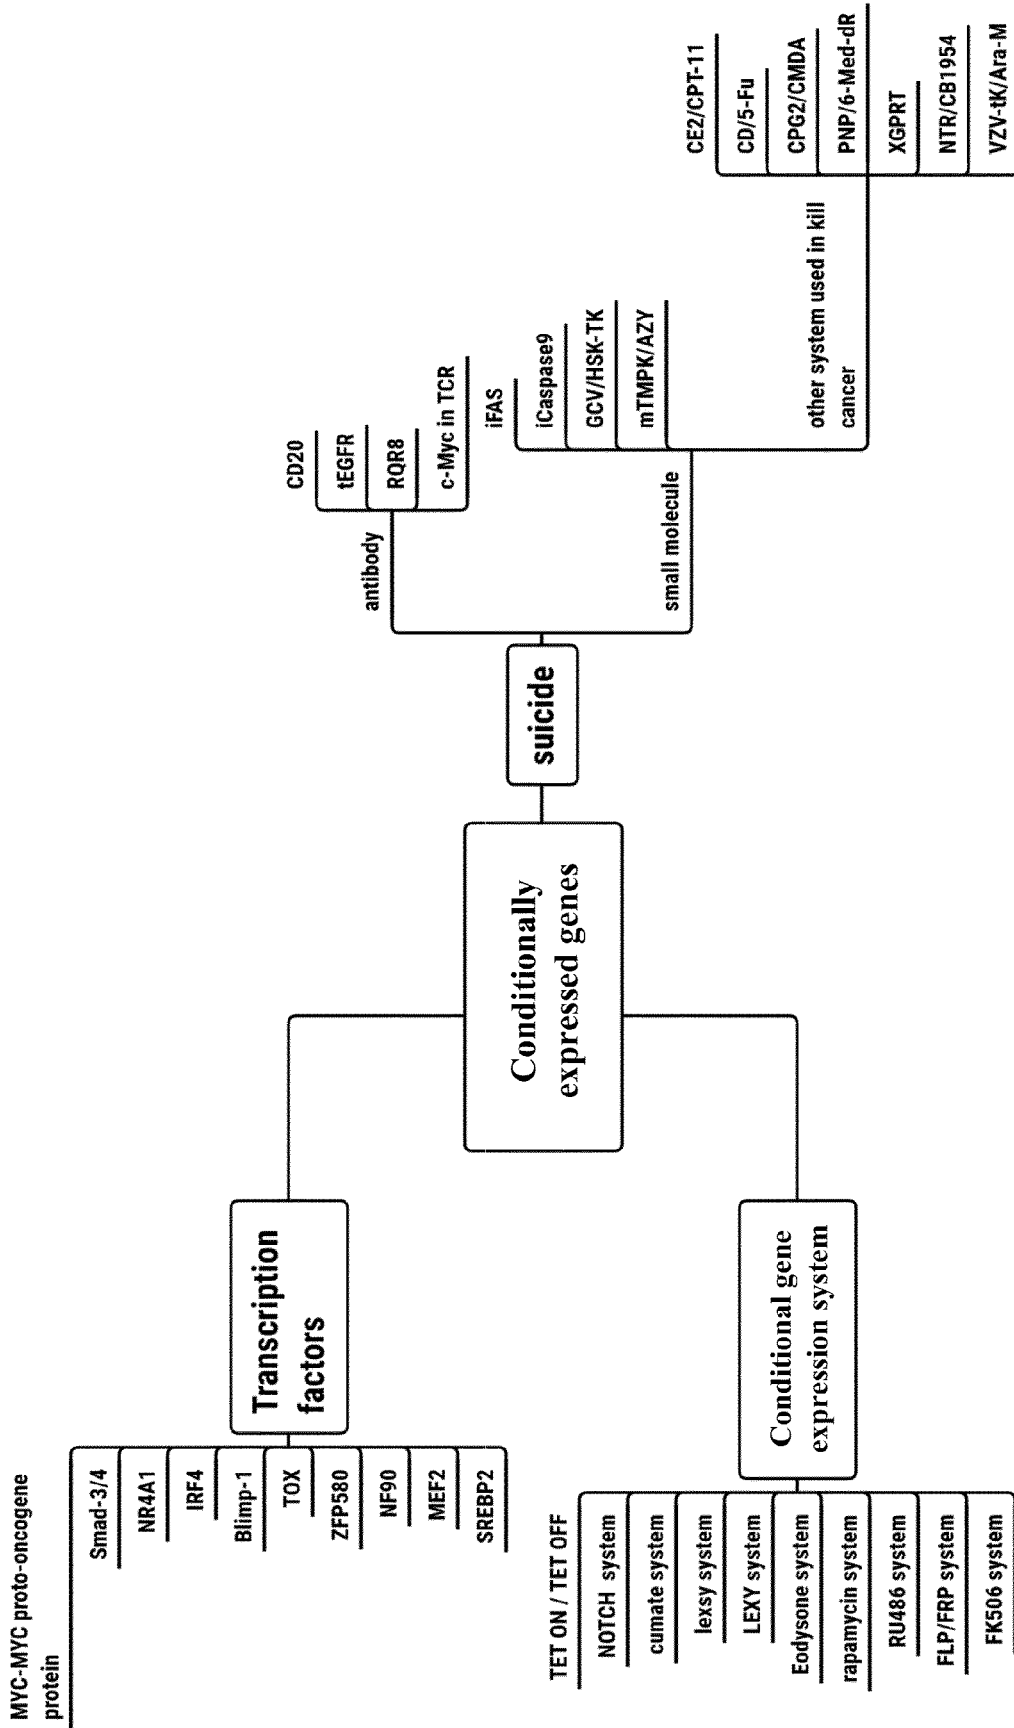 MYC-MYC proto-oncogene
protein
Smad-3/4
NR4A1
IRF4
Blimp-1
TOX
ZFP580
NF90
MEF2
SREBP2
Transcription
factors
TET ON / TET OFF
NOTCH system
cumate system
lexsy system
LEXY system
Eodysone system
rapamycin system
RU486 system
FLP/FRP system
FK506 system
Conditional gene
expression system
Conditionally
expressed genes
suicide
antibody
CD20
tEGFR
RQR8
c-Myc in TCR
small molecule
iFAS
iCaspase9
GCV/HSK-TK
mTMPK/AZY
other system used in kill
cancer
CE2/CPT-11
CD/5-Fu
CPG2/CMDA
PNP/6-Med-dR
XGPRT
NTR/CB1954
VZV-tK/Ara-M